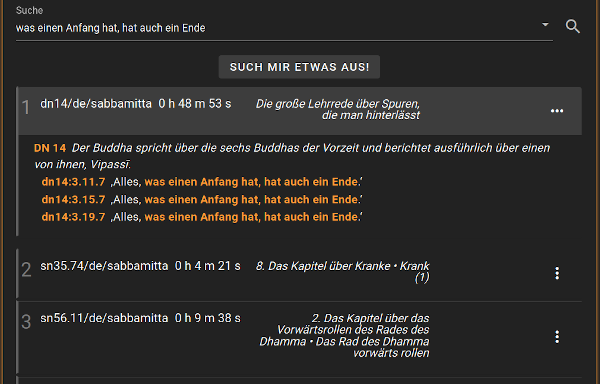 Suche
was einen Anfang hat, hat auch ein Ende
SUCH MIR ETWAS AUS!
1 dn14/de/sabbamitta 0 h 48 m 53 s Die große Lehrrede über Spuren,
die man hinterlässt
DN 14 Der Buddha spricht über die sechs Buddhas der Vorzeit und berichtet ausführlich über einen
von ihnen, Vipassī.
dn14:3.11.7 ‚Alles, was einen Anfang hat, hat auch ein Ende.‘
dn14:3.15.7 ‚Alles, was einen Anfang hat, hat auch ein Ende.‘
dn14:3.19.7 ‚Alles, was einen Anfang hat, hat auch ein Ende.‘
2 sn35.74/de/sabbamitta 0 h 4 m 21 s 8. Das Kapitel über Kranke • Krank
(1)
3 sn56.11/de/sabbamitta 0 h 9 m 38 s 2. Das Kapitel über das
Vorwärtsrollen des Rades des
Dhamma • Das Rad des Dhamma
vorwärts rollen